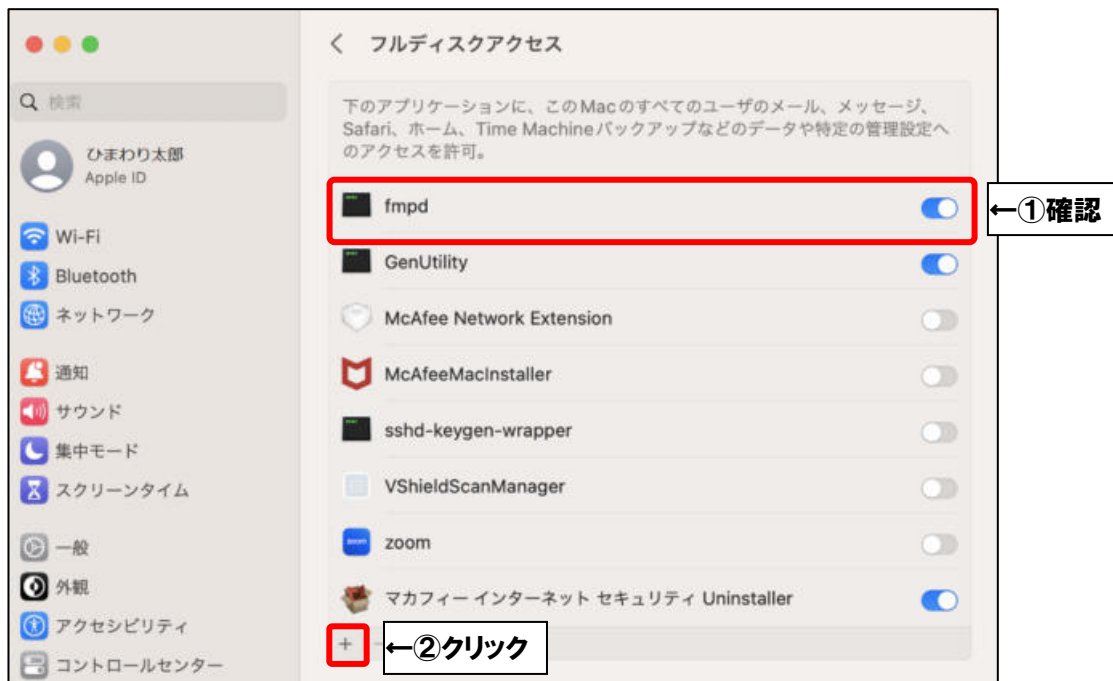 フルディスクアクセス
検索
下のアプリケーションに、このMacのすべてのユーザのメール、メッセージ、
Safari、ホーム、Time Machineバックアップなどのデータや特定の管理設定へ
のアクセスを許可。
ひまわり太郎
Apple ID
fmpd
←①確認
Wi-Fi
GenUtility
Bluetooth
McAfee Network Extension
ネットワーク
McAfeeMacInstaller
通知
サウンド
sshd-keygen-wrapper
集中モード
VShieldScanManager
スクリーンタイム
zoom
一般
外観
マカフィー インターネット セキュリティ Uninstaller
アクセシビリティ
+
←②クリック
コントロールセンター